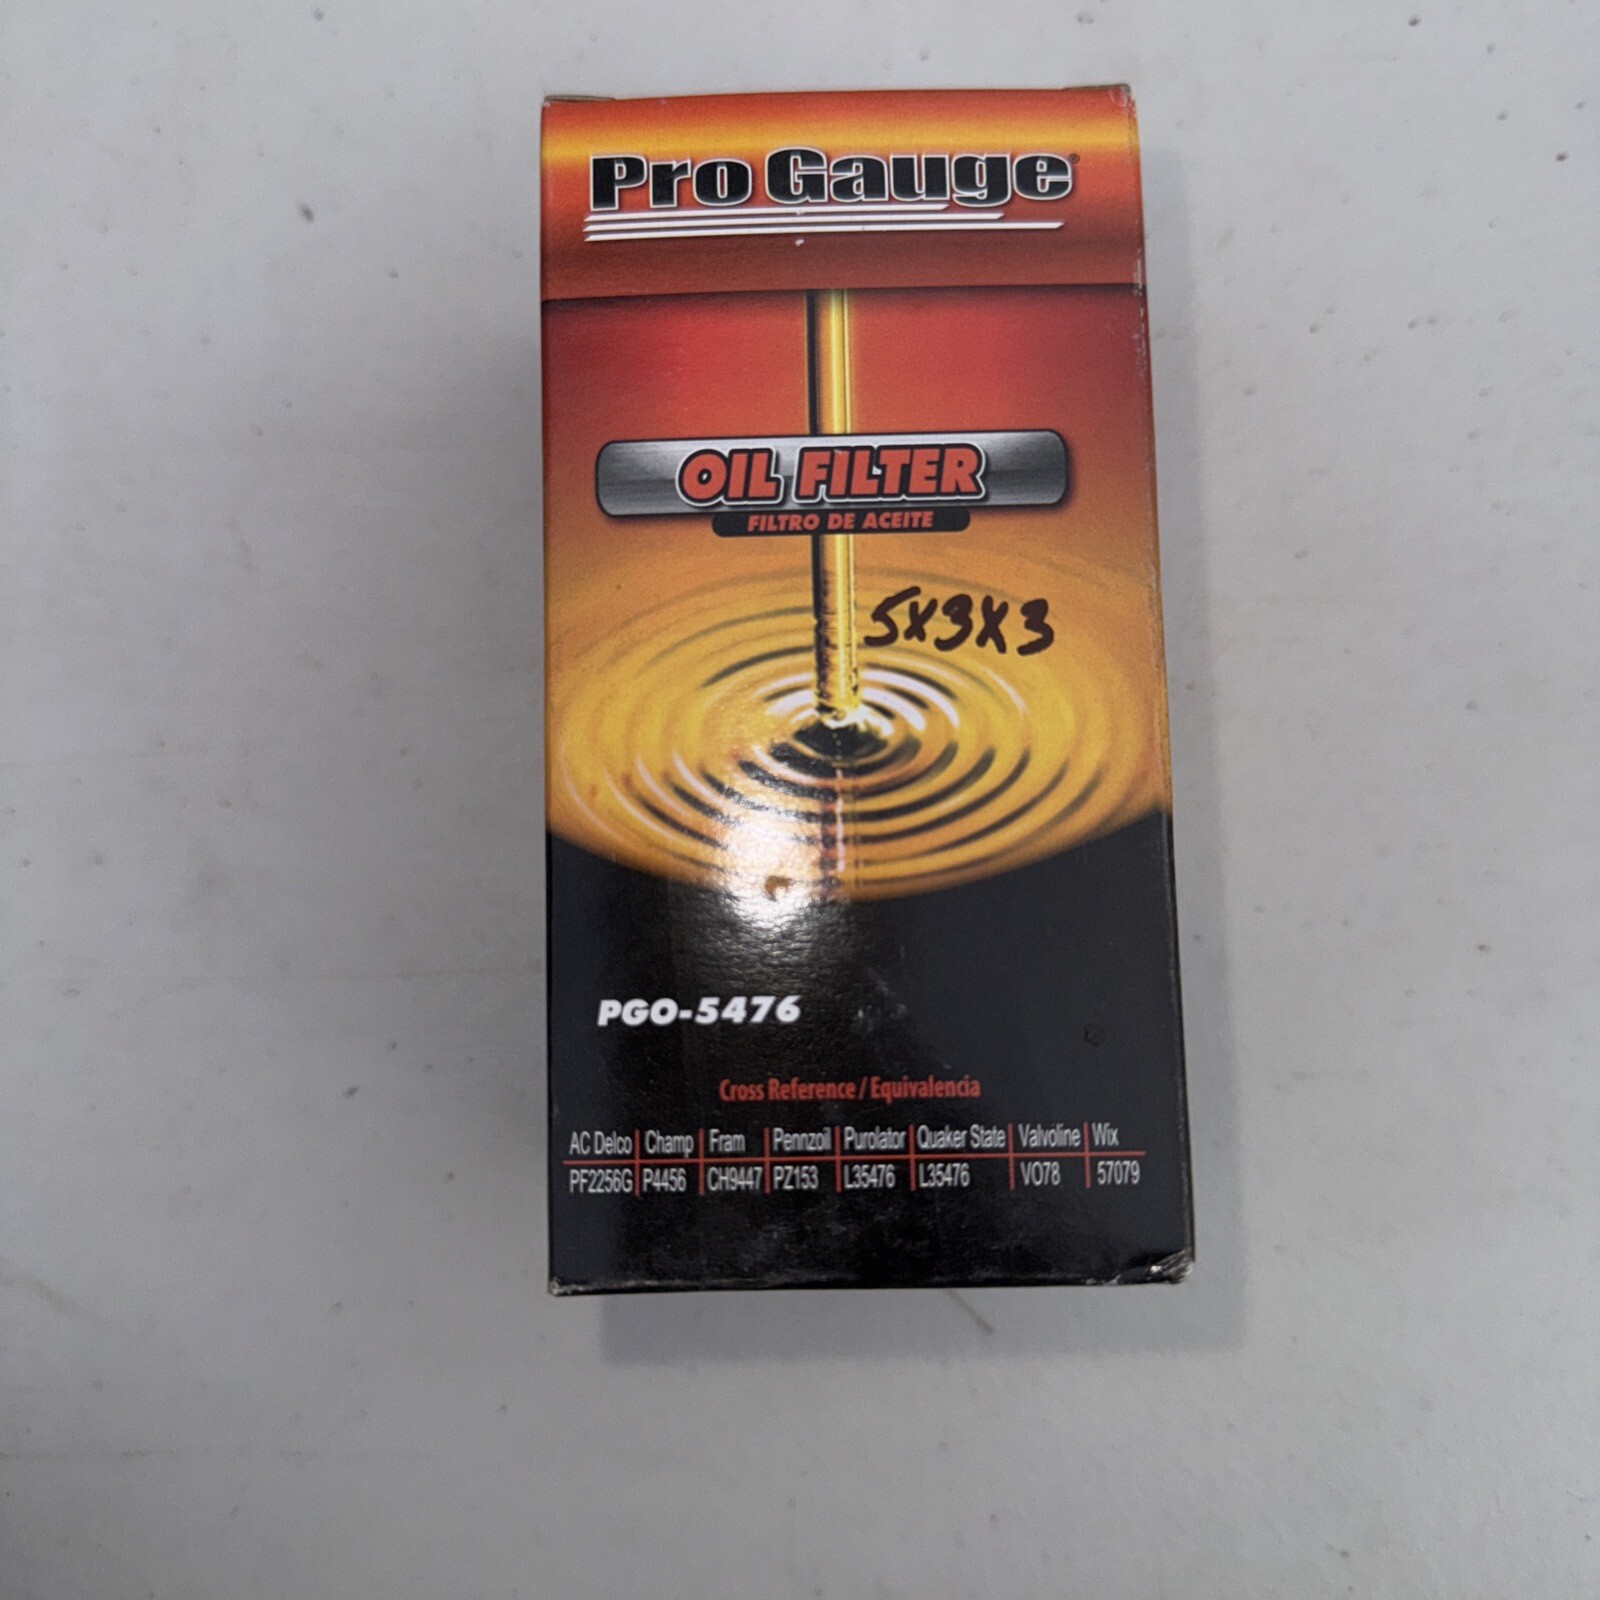 Pro Gauge®
OIL FILTER
FILTRO DE ACEITE
5X3X3
PGO-5476
Cross Reference / Equivalencia
AC Delco | Champ | Fram | Pennzoil | Purolator | Quaker State | Valvoline | Wix
PF2256G | P4456 | CH9447 | PZ153 | L35476 | L35476 | VO78 | 57079